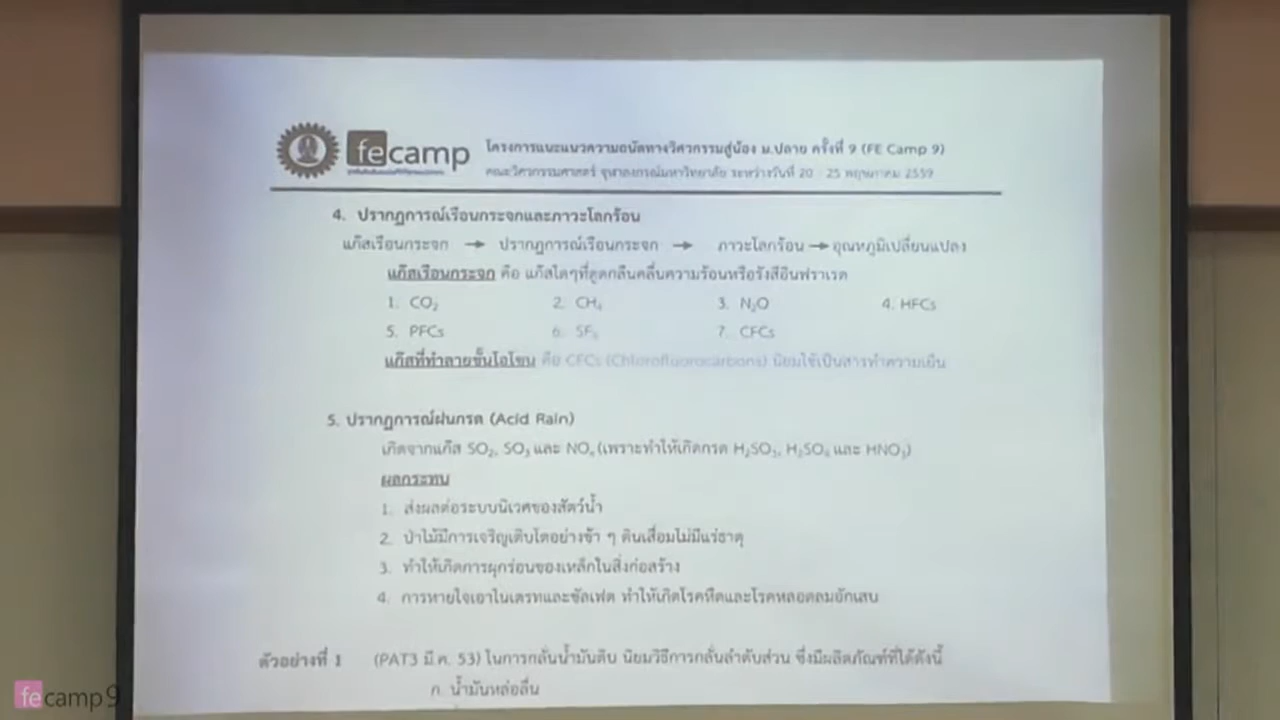 fecamp
โครงการแนะแนวความถนัดทางวิศวกรรมสู่น้อง ม.ปลาย ครั้งที่ 9 (FE Camp 9)
คณะวิศวกรรมศาสตร์ จุฬาลงกรณ์มหาวิทยาลัย ระหว่างวันที่ 20 - 25 พฤษภาคม 2559
4. ปรากฏการณ์เรือนกระจกและภาวะโลกร้อน
แก๊สเรือนกระจก → ปรากฏการณ์เรือนกระจก → ภาวะโลกร้อน → อุณหภูมิเปลี่ยนแปลง
แก๊สเรือนกระจก คือ แก๊สใดๆที่ดูดกลืนคลื่นความร้อนหรือรังสีอินฟราเรด
1. CO₂ 2. CH₄ 3. N₂O 4. HFCs
5. PFCs 6. SF₆ 7. CFCs
แก๊สที่ทำลายชั้นโอโซน คือ CFCs (Chlorofluorocarbons) นิยมใช้เป็นสารทำความเย็น
5. ปรากฏการณ์ฝนกรด (Acid Rain)
เกิดจากแก๊ส SO₂, SO₃ และ NOₓ (เพราะทำให้เกิดกรด H₂SO₃, H₂SO₄ และ HNO₃)
ผลกระทบ
1. ส่งผลต่อระบบนิเวศของสัตว์น้ำ
2. ป่าไม้มีการเจริญเติบโตอย่างช้า ๆ ดินเสื่อมไม่มีแร่ธาตุ
3. ทำให้เกิดการผุกร่อนของเหล็กในสิ่งก่อสร้าง
4. การหายใจเอาไนเตรทและซัลเฟต ทำให้เกิดโรคหืดและโรคหลอดลมอักเสบ
ตัวอย่างที่ 1 (PAT3 มี.ค. 53) ในการกลั่นน้ำมันดิบ นิยมวิธีการกลั่นลำดับส่วน ซึ่งมีผลิตภัณฑ์ที่ได้ดังนี้
ก. น้ำมันหล่อลื่น
fecamp9